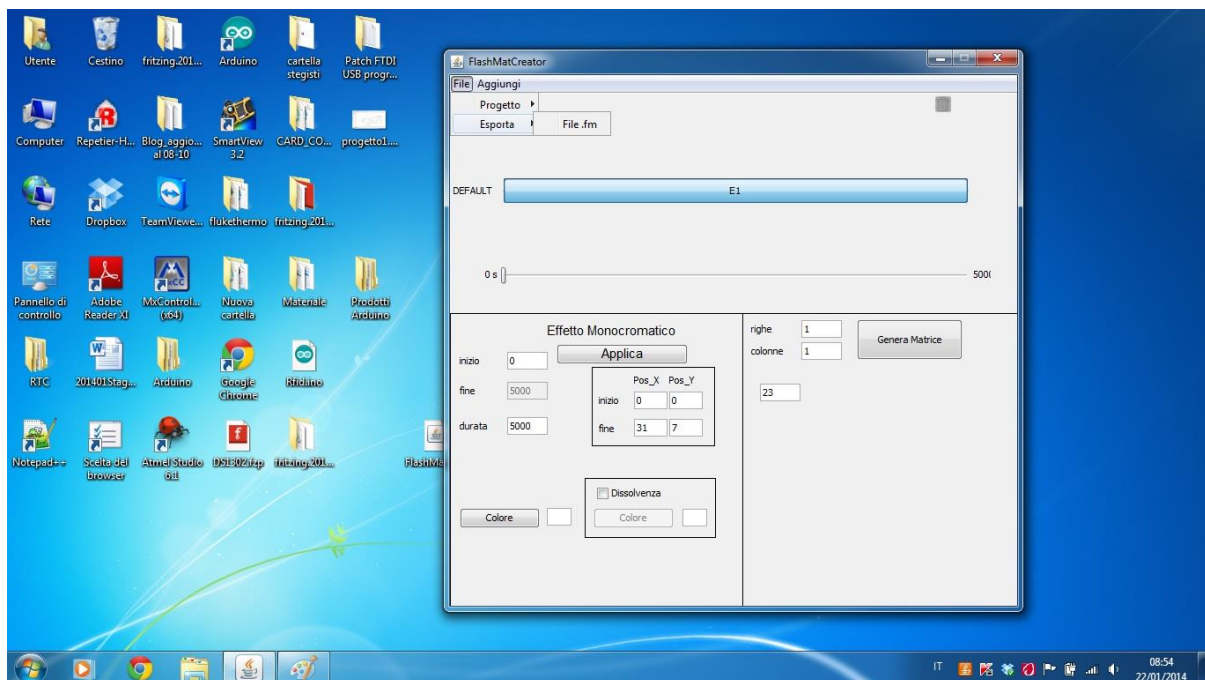 Utente
Cestino
fritzing.201...
Arduino
cartella
stegisti
Patch FTDI
USB progr...
Computer
Repetier-H...
Blog_aggio...
al 08-10
SmartView
3.2
CARD_CO...
progetto1....
Rete
Dropbox
TeamViewe...
flukethermo
fritzing.201...
Pannello di
controllo
Adobe
Reader XI
MxControl...
(x64)
Nuova
cartella
Materiale
Prodotti
Arduino
RTC
201401Stag...
Arduino
Google
Chrome
Rfidino
Notepad++
Scelta del
browser
Atmel Studio
6.1
DS1302.fzp
fritzing.201...
FlashMa
FlashMatCreator
File Aggiungi
Progetto
Esporta
File .fm
DEFAULT
E1
0 s
500(
Effetto Monocromatico
Applica
inizio 0
fine 5000
durata 5000
Pos_X Pos_Y
inizio 0 0
fine 31 7
Colore
Dissolvenza
Colore
righe 1
colonne 1
Genera Matrice
23
IT
08:54
22/01/2014